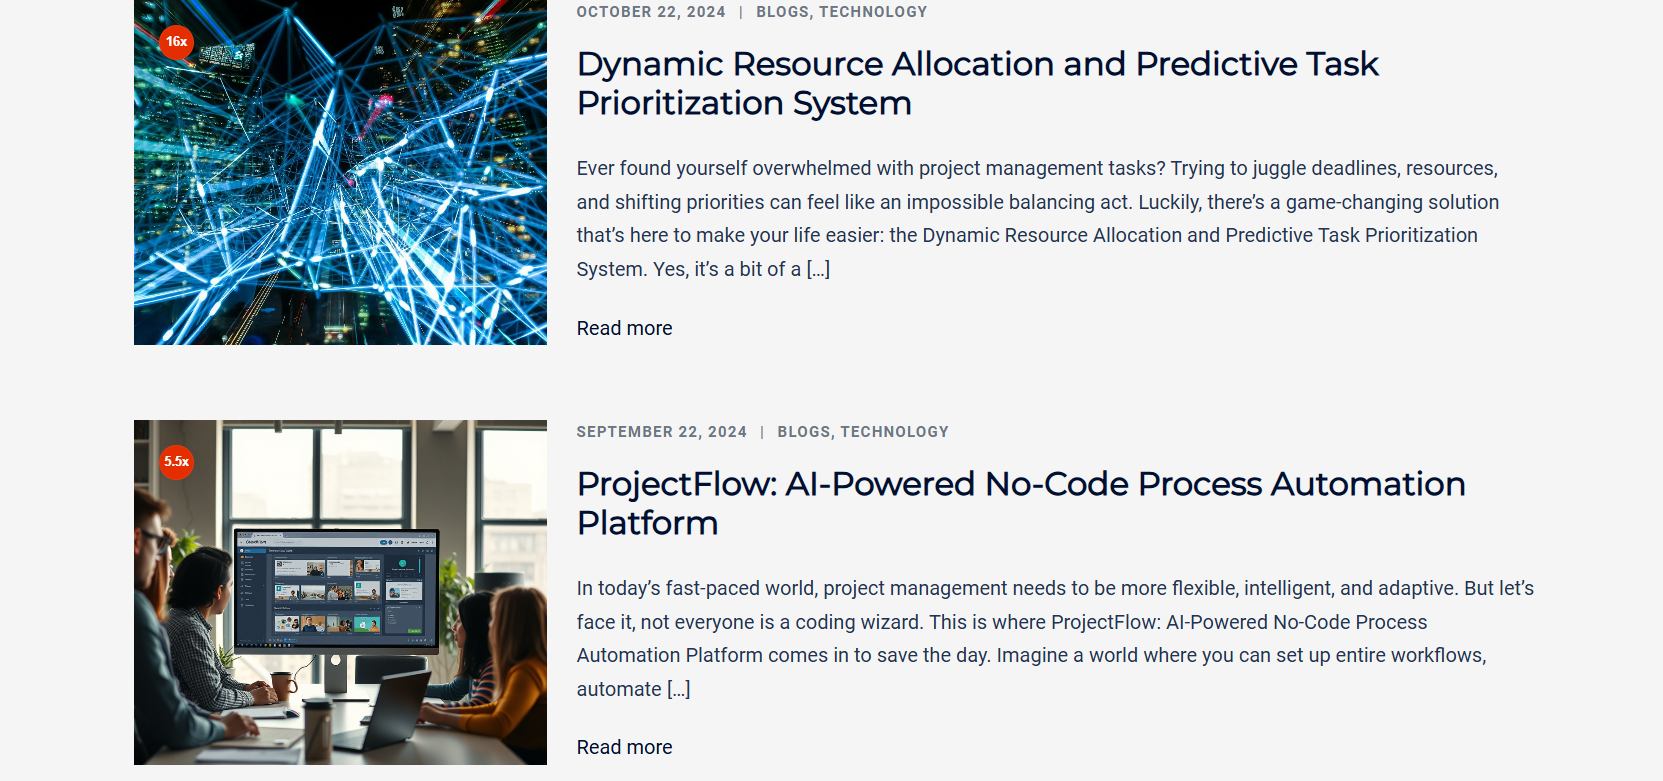 16x
OCTOBER 22, 2024 | BLOGS, TECHNOLOGY
Dynamic Resource Allocation and Predictive Task
Prioritization System
Ever found yourself overwhelmed with project management tasks? Trying to juggle deadlines, resources,
and shifting priorities can feel like an impossible balancing act. Luckily, there’s a game-changing solution
that’s here to make your life easier: the Dynamic Resource Allocation and Predictive Task Prioritization
System. Yes, it’s a bit of a […]
Read more
5.5x
SEPTEMBER 22, 2024 | BLOGS, TECHNOLOGY
ProjectFlow: AI-Powered No-Code Process Automation
Platform
In today’s fast-paced world, project management needs to be more flexible, intelligent, and adaptive. But let’s
face it, not everyone is a coding wizard. This is where ProjectFlow: AI-Powered No-Code Process
Automation Platform comes in to save the day. Imagine a world where you can set up entire workflows,
automate […]
Read more